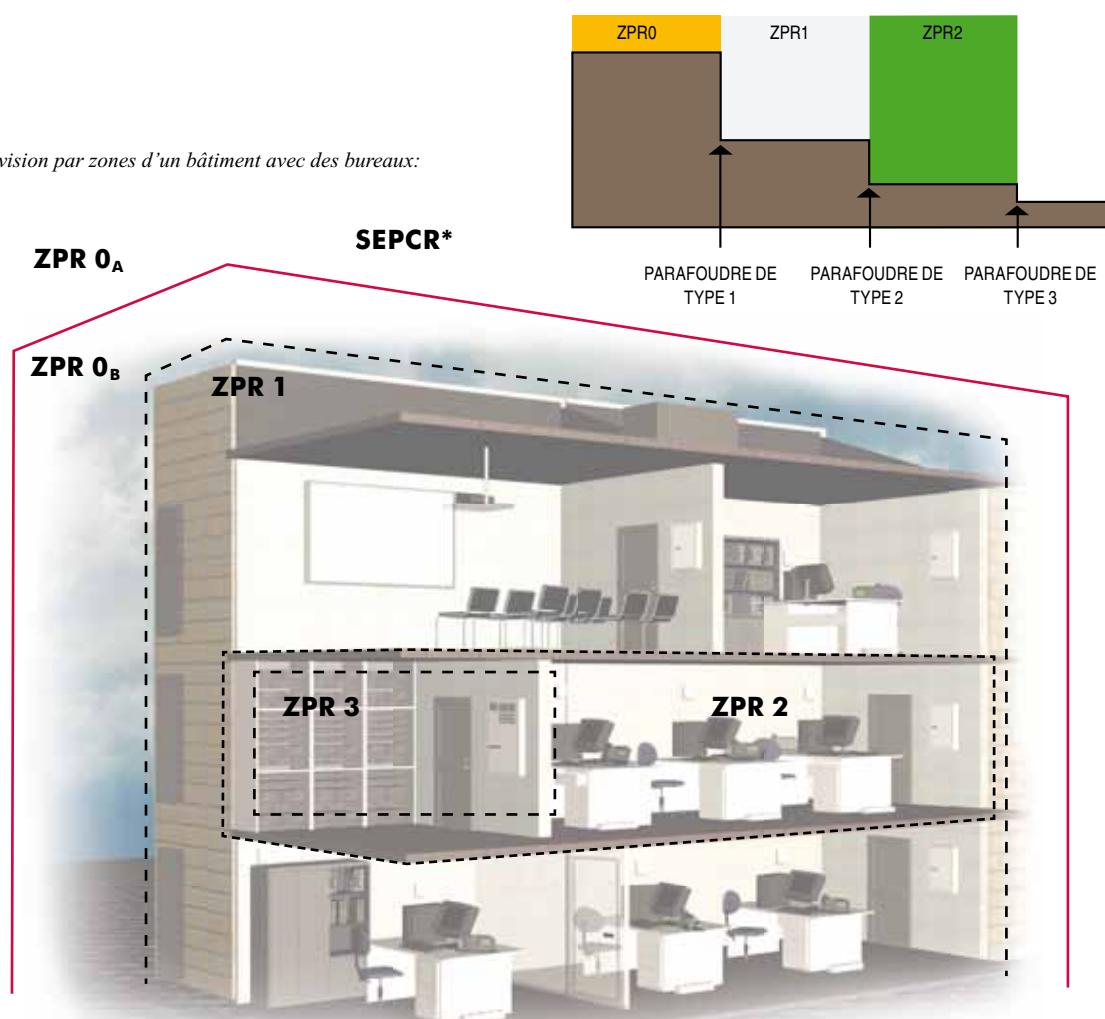 ZPR0 ZPR1 ZPR2
vision par zones d’un bâtiment avec des bureaux:
SEPCR*
ZPR 0A
PARAFOUDRE DE TYPE 1
PARAFOUDRE DE TYPE 2
PARAFOUDRE DE TYPE 3
ZPR 0B
ZPR 1
ZPR 3
ZPR 2